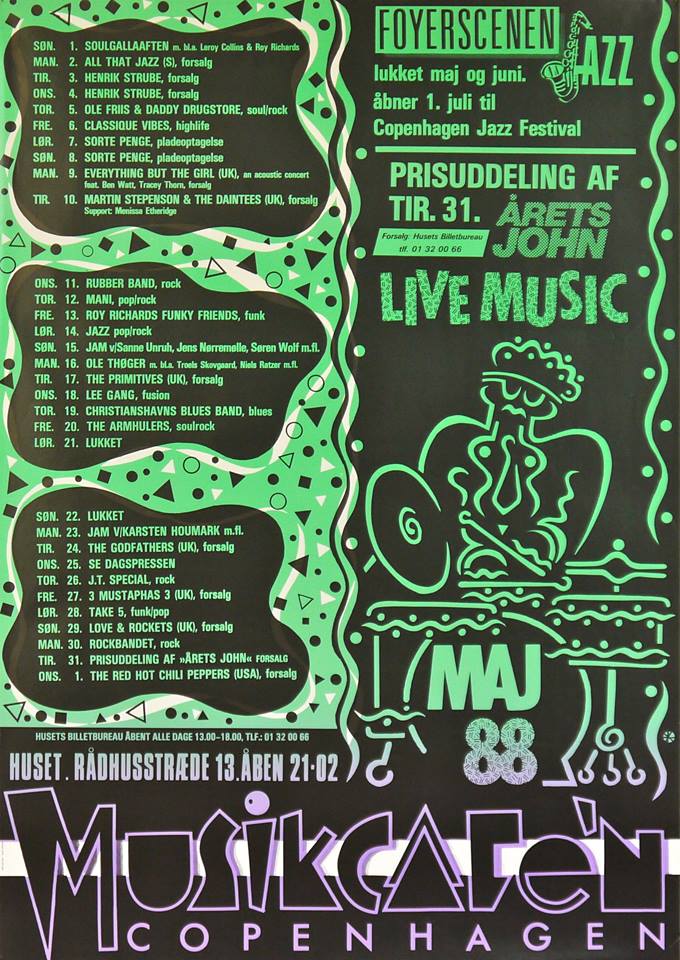 SØN. 1. SOULGALLAAFTEN m. bl.a. Leroy Collins & Roy Richards
MAN. 2. ALL THAT JAZZ (S), forsalg
TIR. 3. HENRIK STRUBE, forsalg
ONS. 4. HENRIK STRUBE, forsalg
TOR. 5. OLE FRIIS & DADDY DRUGSTORE, soul/rock
FRE. 6. CLASSIQUE VIBES, highlife
LØR. 7. SORTE PENGE, pladeoptagelse
SØN. 8. SORTE PENGE, pladeoptagelse
MAN. 9. EVERYTHING BUT THE GIRL (UK), an acoustic concert
feat. Ben Watt, Tracey Thorn, forsalg
TIR. 10. MARTIN STEPENSON & THE DAINTEES (UK), forsalg
Support: Menissa Etheridge
ONS. 11. RUBBER BAND, rock
TOR. 12. MANI, pop/rock
FRE. 13. ROY RICHARDS FUNKY FRIENDS, funk
LØR. 14. JAZZ pop/rock
SØN. 15. JAM v/Sanne Unruh, Jens Nørremølle, Søren Wolf m.fl.
MAN. 16. OLE THØGER m. bl.a. Troels Skovgaard, Niels Ratzer m.fl.
TIR. 17. THE PRIMITIVES (UK), forsalg
ONS. 18. LEE GANG, fusion
TOR. 19. CHRISTIANSHAVNS BLUES BAND, blues
FRE. 20. THE ARMHULERS, soulrock
LØR. 21. LUKKET
SØN. 22. LUKKET
MAN. 23. JAM V/KARSTEN HOUMARK m.fl.
TIR. 24. THE GODFATHERS (UK), forsalg
ONS. 25. SE DAGSPRESSEN
TOR. 26. J.T. SPECIAL, rock
FRE. 27. 3 MUSTAPHAS 3 (UK), forsalg
LØR. 28. TAKE 5, funk/pop
SØN. 29. LOVE & ROCKETS (UK), forsalg
MAN. 30. ROCKBANDET, rock
TIR. 31. PRISUDDELING AF »ÅRETS JOHN« FORSALG
ONS. 1. THE RED HOT CHILI PEPPERS (USA), forsalg
HUSETS BILLETBUREAU ÅBENT ALLE DAGE 13.00-18.00, TLF.: 01 32 00 66
HUSET . RÅDHUSSTRÆDE 13. ÅBEN 21-02
FOYERSCENEN JAZZ
lukket maj og juni.
åbner 1. juli til
Copenhagen Jazz Festival
PRISUDDELING AF
TIR. 31. ÅRETS JOHN
Forsalg: Husets Billetbureau
tlf. 01 32 00 66
LIVE MUSIC
MAJ
88
MUSIKCAFE'N
COPENHAGEN